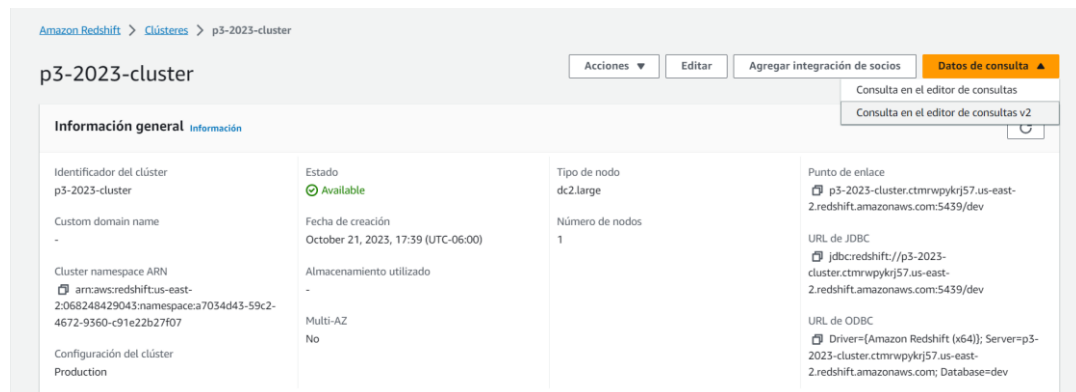 Amazon Redshift > Clústeres > p3-2023-cluster
p3-2023-cluster
Acciones ▼
Editar
Agregar integración de socios
Datos de consulta ▲
Consulta en el editor de consultas
Consulta en el editor de consultas v2
Información general Información
Identificador del clúster
p3-2023-cluster
Custom domain name
-
Cluster namespace ARN
arn:aws:redshift:us-east-
2:068248429043:namespace:a7034d43-59c2-
4672-9360-c91e22b27f07
Configuración del clúster
Production
Estado
Available
Fecha de creación
October 21, 2023, 17:39 (UTC-06:00)
Almacenamiento utilizado
-
Multi-AZ
No
Tipo de nodo
dc2.large
Número de nodos
1
Punto de enlace
p3-2023-cluster.ctmrwpykrj57.us-east-
2.redshift.amazonaws.com:5439/dev
URL de JDBC
jdbc:redshift://p3-2023-
cluster.ctmrwpykrj57.us-east-
2.redshift.amazonaws.com:5439/dev
URL de ODBC
Driver={Amazon Redshift (x64)}; Server=p3-
2023-cluster.ctmrwpykrj57.us-east-
2.redshift.amazonaws.com; Database=dev